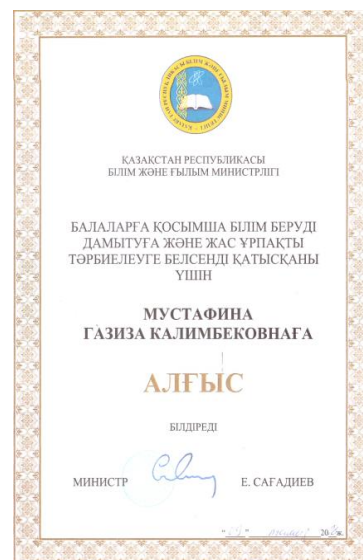 ҚАЗАҚСТАН РЕСПУБЛИКАСЫ
БІЛІМ ЖӘНЕ ҒЫЛЫМ МИНИСТРЛІГІ
БАЛАЛАРҒА ҚОСЫМША БІЛІМ БЕРУДІ
ДАМЫТУҒА ЖӘНЕ ЖАС ҰРПАҚТЫ
ТӘРБИЕЛЕУГЕ БЕЛСЕНДІ ҚАТЫСҚАНЫ
ҮШІН
МУСТАФИНА
ГАЗИЗА КАЛИМБЕКОВНАҒА
АЛҒЫС
БІЛДІРЕДІ
МИНИСТР Е. САҒАДИЕВ